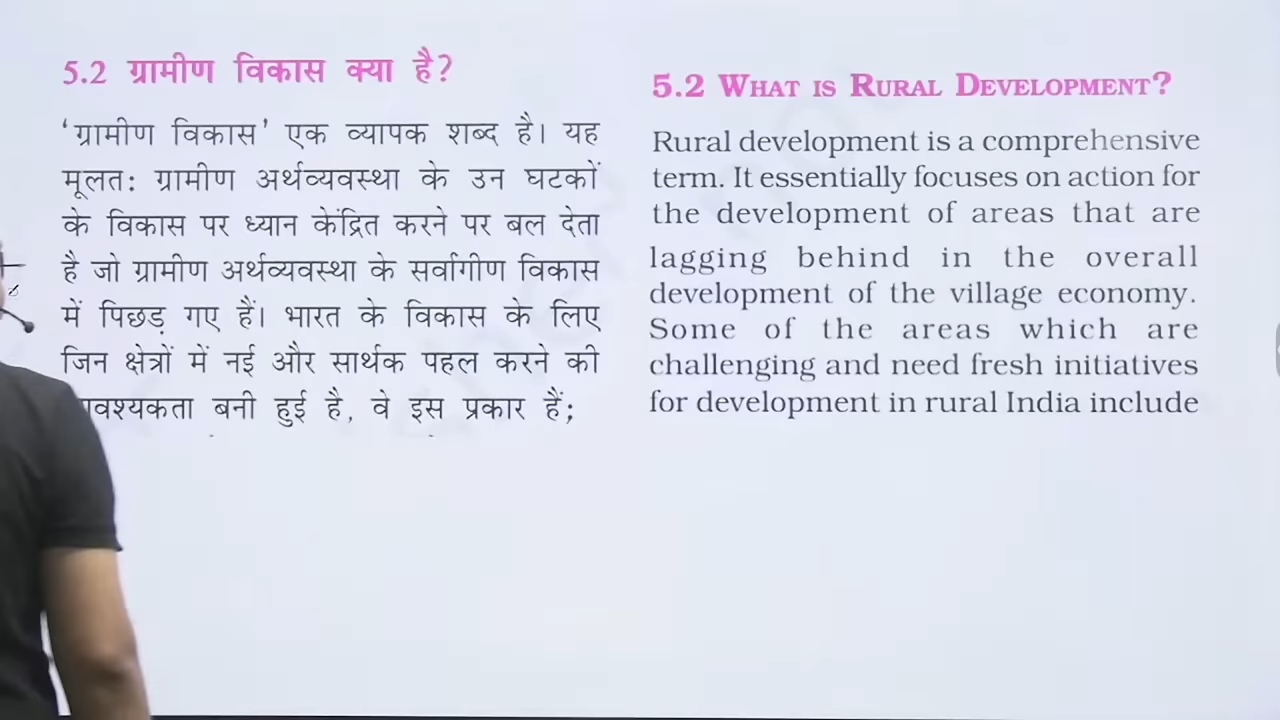 5.2 ग्रामीण विकास क्या है?
‘ग्रामीण विकास’ एक व्यापक शब्द है। यह
मूलत: ग्रामीण अर्थव्यवस्था के उन घटकों
के विकास पर ध्यान केंद्रित करने पर बल देता
है जो ग्रामीण अर्थव्यवस्था के सर्वांगीण विकास
में पिछड़ गए हैं। भारत के विकास के लिए
जिन क्षेत्रों में नई और सार्थक पहल करने की
बनी हुई है, वे इस प्रकार हैं;
5.2 WHAT IS RURAL DEVELOPMENT?
Rural development is a comprehensive
term. It essentially focuses on action for
the development of areas that are
lagging behind in the overall
development of the village economy.
Some of the areas which are
challenging and need fresh initiatives
for development in rural India include